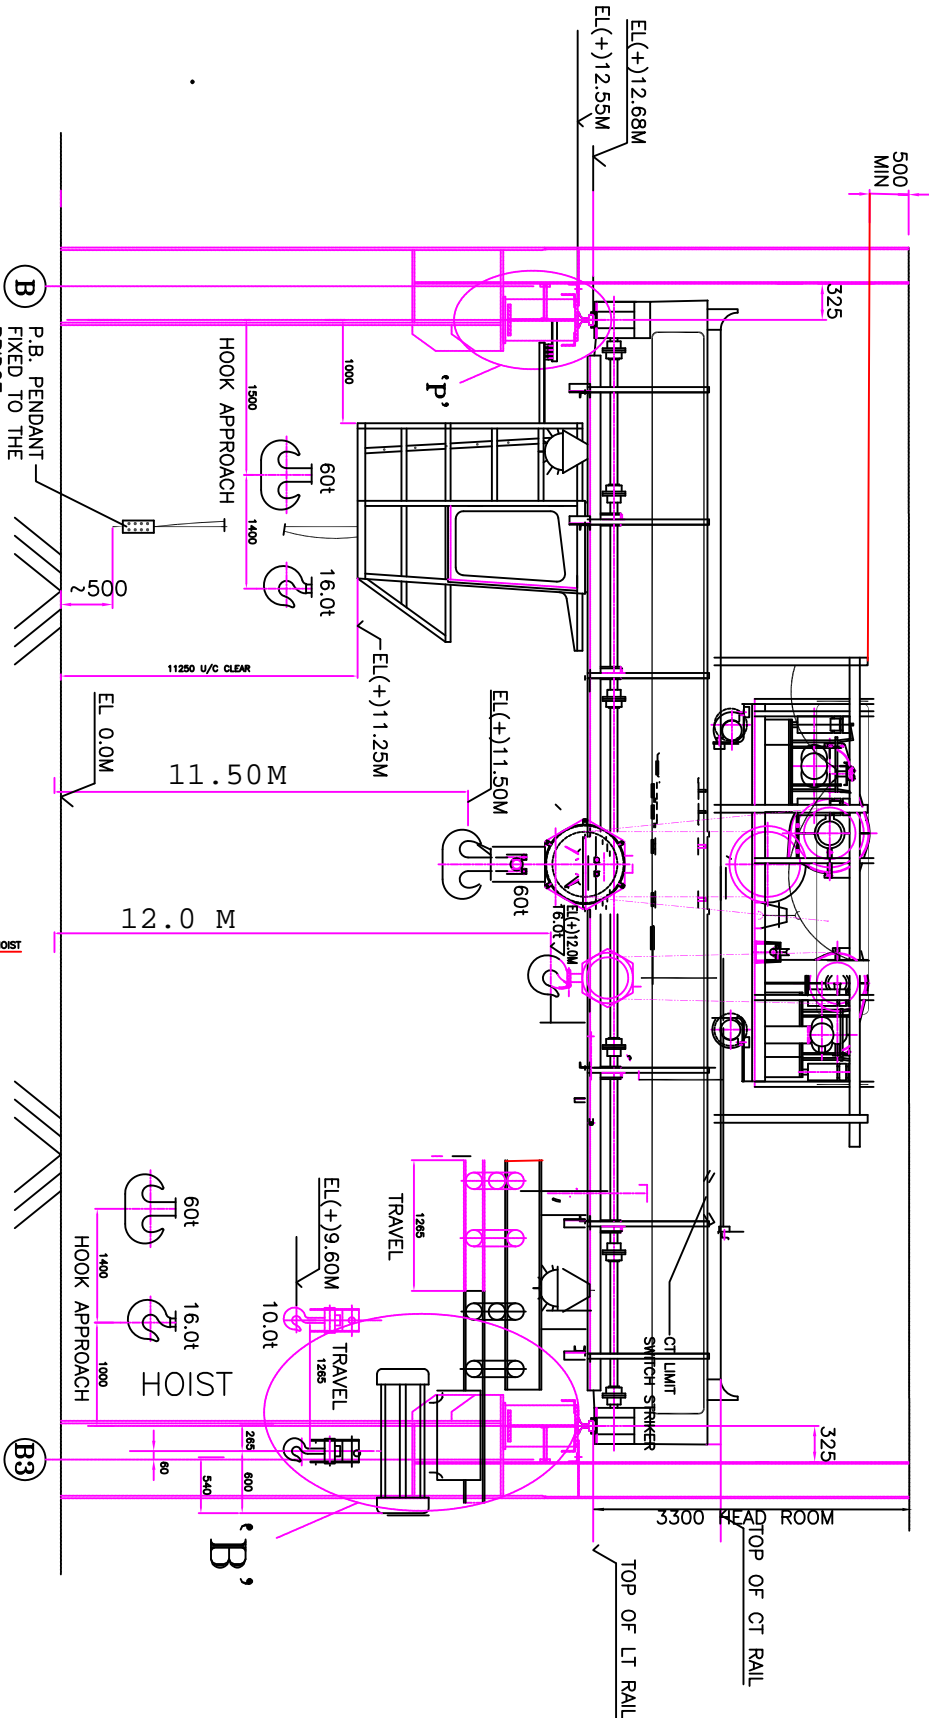 EL(+)12.68M
EL(+)12.55M
500
MIN
325
B
P.B. PENDANT
FIXED TO THE
'P'
1000
1500
HOOK APPROACH
60t
1400
16.0t
~500
11250 U/C CLEAR
EL(+)11.25M
EL 0.0M
11.50M
EL(+)11.50M
60t
12.0 M
EL(+)12.0M
16.0t
HOIST
60t
1400
16.0t
HOOK APPROACH
1000
HOIST
EL(+)9.60M
10.0t
TRAVEL
1265
TRAVEL
1265
CT LIMIT
SWITCH STRIKER
325
265
60
600
540
B3
'B'
3300 HEAD ROOM
TOP OF CT RAIL
TOP OF LT RAIL